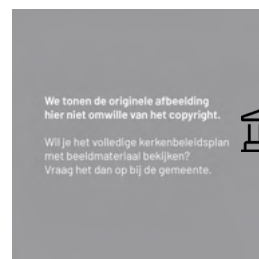 We tonen de originele afbeelding
hier niet omwille van het copyright.
Wil je het volledige kerkenbeleidsplan
met beeldmateriaal bekijken?
Vraag het dan op bij de gemeente.